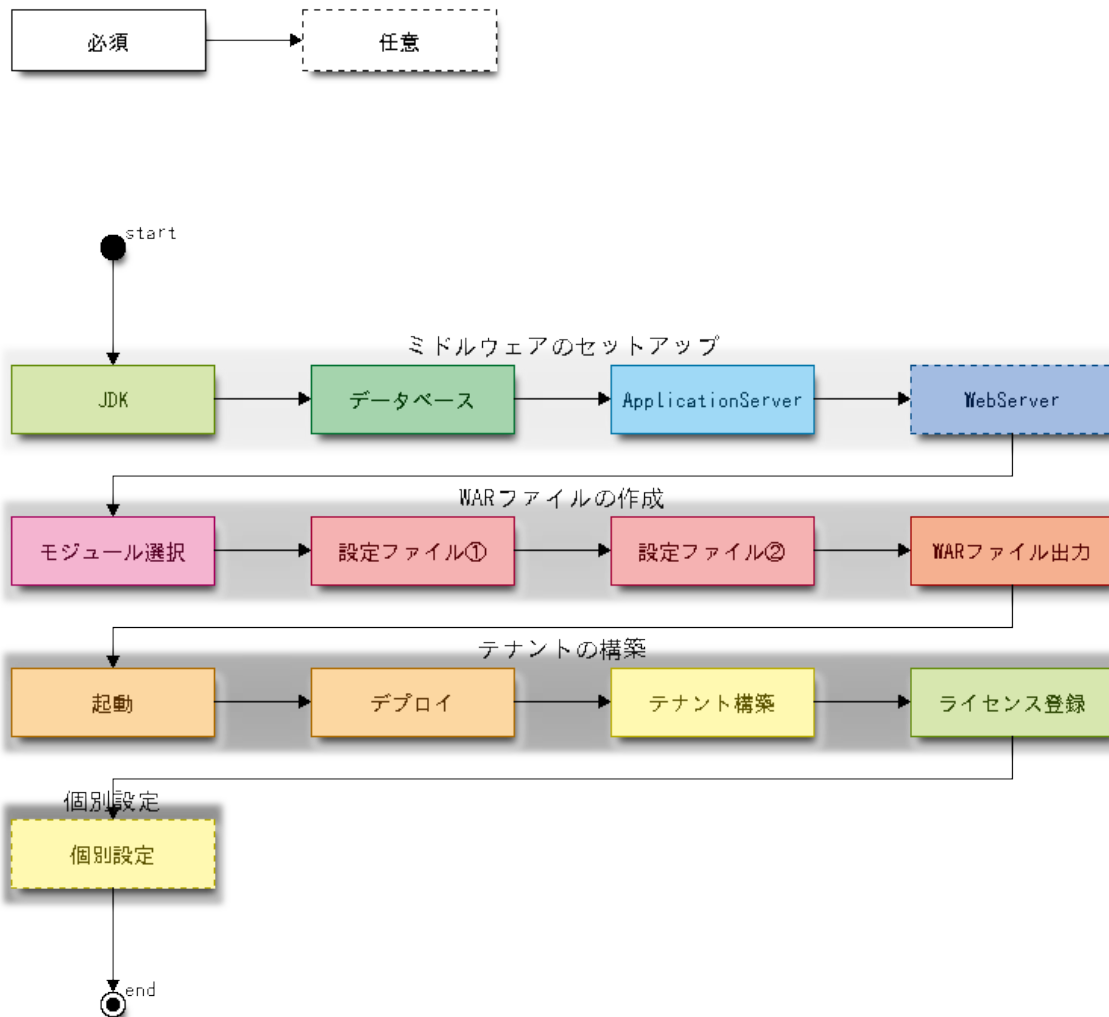 必須
任意
start
ミドルウェアのセットアップ
JDK
データベース
ApplicationServer
WebServer
WARファイルの作成
モジュール選択
設定ファイル①
設定ファイル②
WARファイル出力
テナントの構築
起動
デプロイ
テナント構築
ライセンス登録
個別設定
個別設定
end